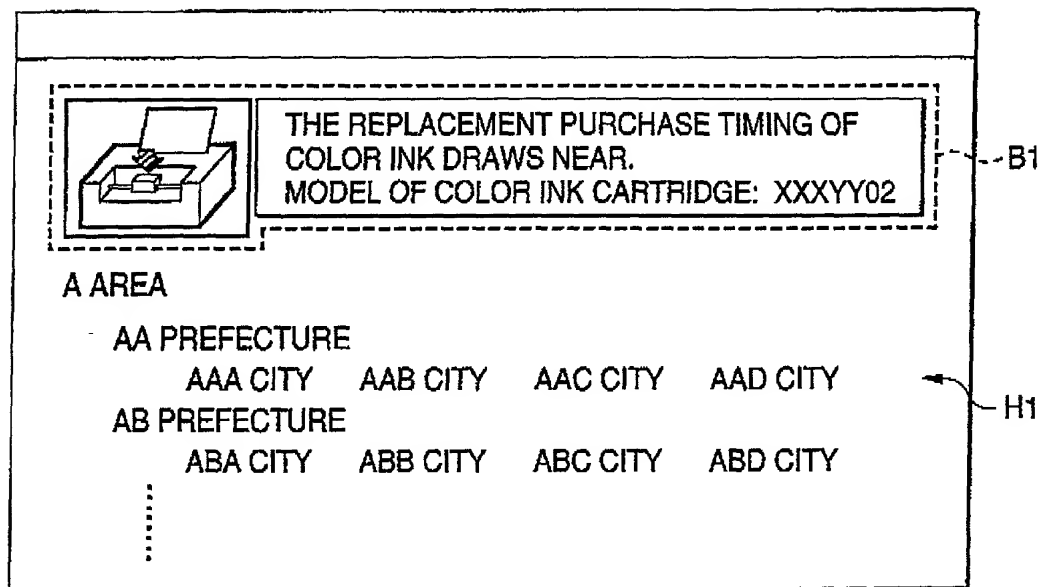 THE REPLACEMENT PURCHASE TIMING OF
COLOR INK DRAWS NEAR.
MODEL OF COLOR INK CARTRIDGE: XXXYY02
B1
A AREA
AA PREFECTURE
AAA CITY AAB CITY AAC CITY AAD CITY
H1
AB PREFECTURE
ABA CITY ABB CITY ABC CITY ABD CITY